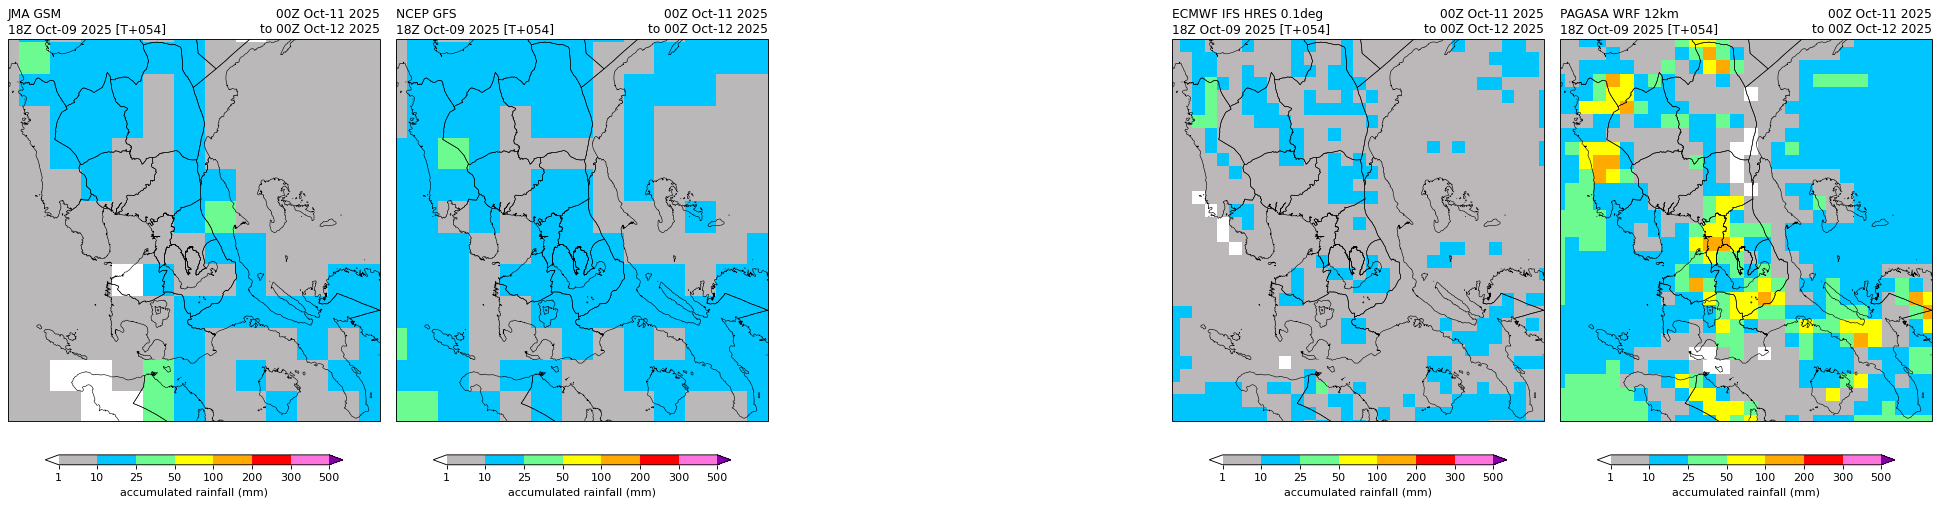 JMA GSM
00Z Oct-11 2025
18Z Oct-09 2025 [T+054]
to 00Z Oct-12 2025
1 10 25 50 100 200 300 500
accumulated rainfall (mm)
NCEP GFS
00Z Oct-11 2025
18Z Oct-09 2025 [T+054]
to 00Z Oct-12 2025
1 10 25 50 100 200 300 500
accumulated rainfall (mm)
ECMWF IFS HRES 0.1deg
00Z Oct-11 2025
18Z Oct-09 2025 [T+054]
to 00Z Oct-12 2025
1 10 25 50 100 200 300 500
accumulated rainfall (mm)
PAGASA WRF 12km
00Z Oct-11 2025
18Z Oct-09 2025 [T+054]
to 00Z Oct-12 2025
1 10 25 50 100 200 300 500
accumulated rainfall (mm)